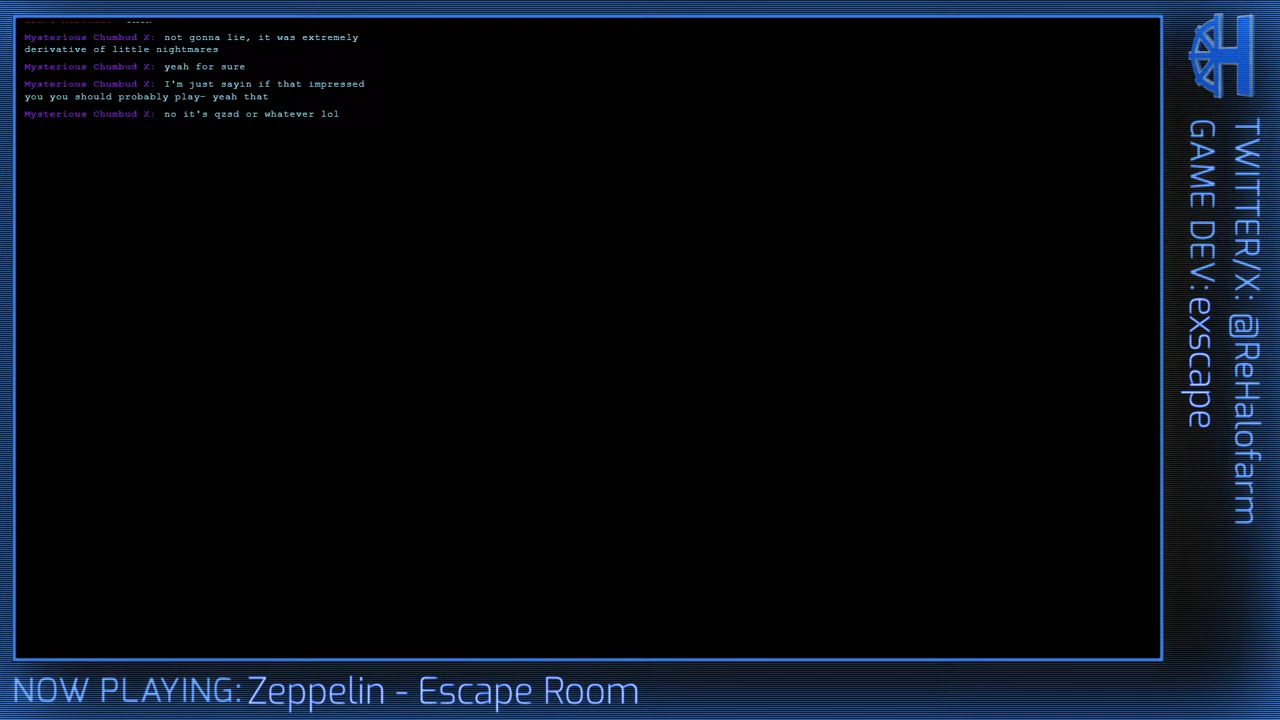 Mysterious Chumbud X: not gonna lie, it was extremely
derivative of little nightmares
Mysterious Chumbud X: yeah for sure
Mysterious Chumbud X: I'm just sayin if that impressed
you you should probably play- yeah that
Mysterious Chumbud X: no it's qzsd or whatever lol
TWITTER/X: @ReHalofarm
GAME DEV: exscape
NOW PLAYING: Zeppelin - Escape Room